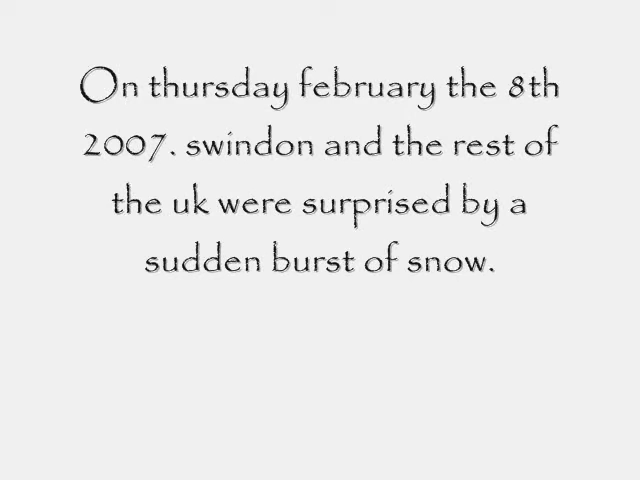 On thursday february the 8th
2007. swindon and the rest of
the uk were surprised by a
sudden burst of snow.